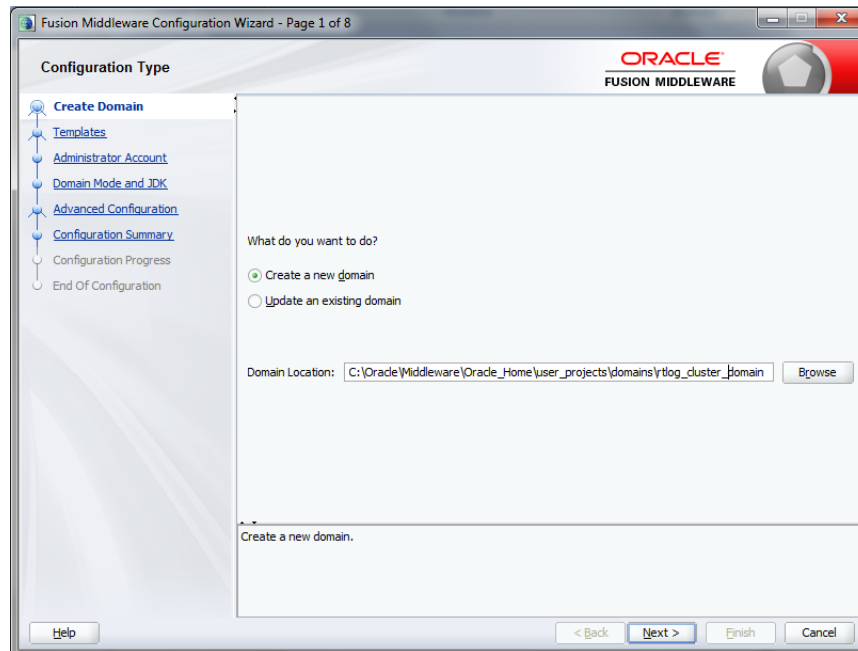 Fusion Middleware Configuration Wizard - Page 1 of 8
Configuration Type
ORACLE
FUSION MIDDLEWARE
Create Domain
Templates
Administrator Account
Domain Mode and JDK
Advanced Configuration
Configuration Summary
Configuration Progress
End Of Configuration
What do you want to do?
Create a new domain
Update an existing domain
Domain Location: C:\Oracle\Middleware\Oracle_Home\user_projects\domains\rtlog_cluster_domain Browse
Create a new domain.
Help < Back Next > Finish Cancel